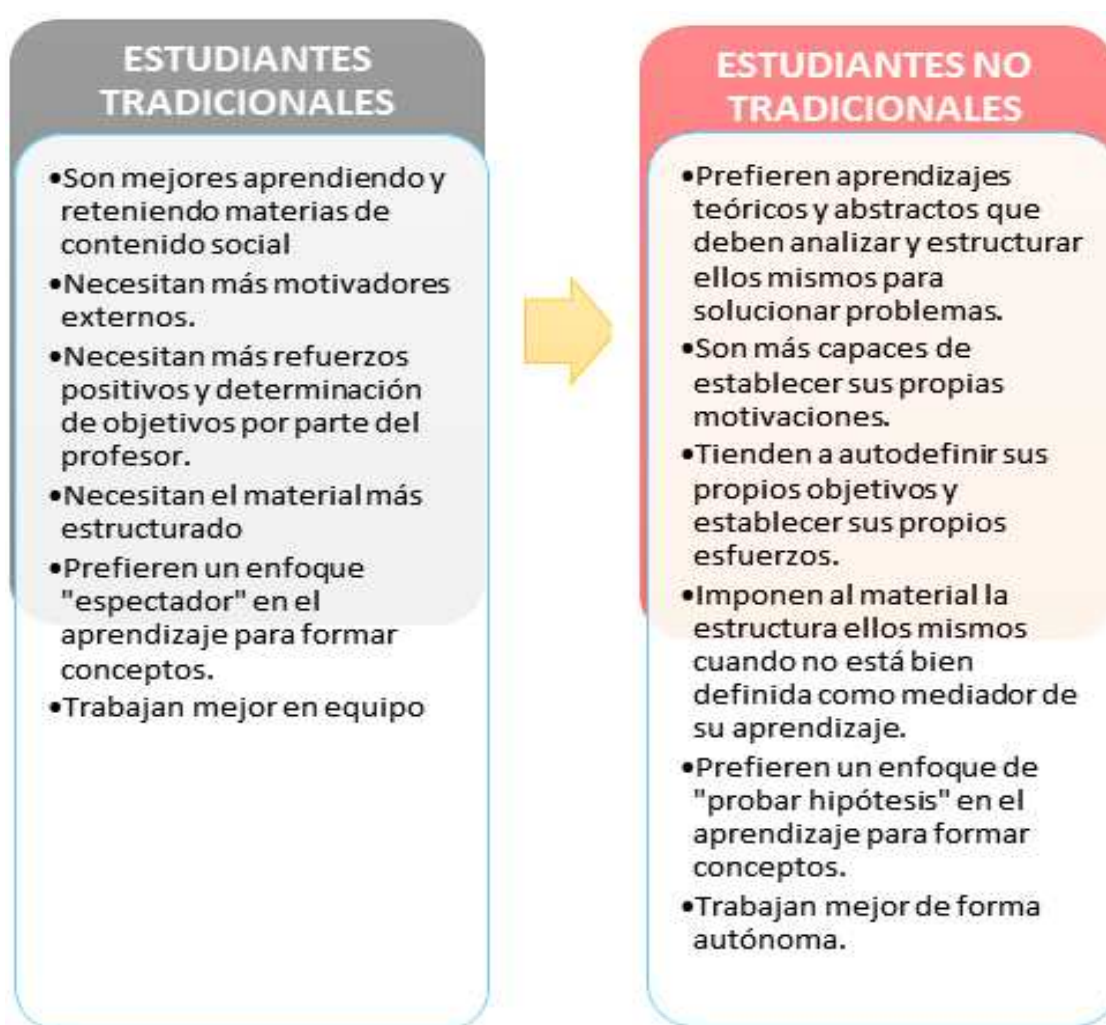 ESTUDIANTES
TRADICIONALES
•Son mejores aprendiendo y
reteniendo materias de
contenido social
•Necesitan más motivadores
externos.
•Necesitan más refuerzos
positivos y determinación
de objetivos por parte del
profesor.
•Necesitan el material más
estructurado
•Prefieren un enfoque
"espectador" en el
aprendizaje para formar
conceptos.
•Trabajan mejor en equipo
ESTUDIANTES NO
TRADICIONALES
•Prefieren aprendizajes
teóricos y abstractos que
deben analizar y estructurar
ellos mismos para
solucionar problemas.
•Son más capaces de
establecer sus propias
motivaciones.
•Tienden a autodefinir sus
propios objetivos y
establecer sus propios
esfuerzos.
•Imponen al material la
estructura ellos mismos
cuando no está bien
definida como mediador de
su aprendizaje.
•Prefieren un enfoque de
"probar hipótesis" en el
aprendizaje para formar
conceptos.
•Trabajan mejor de forma
autónoma.